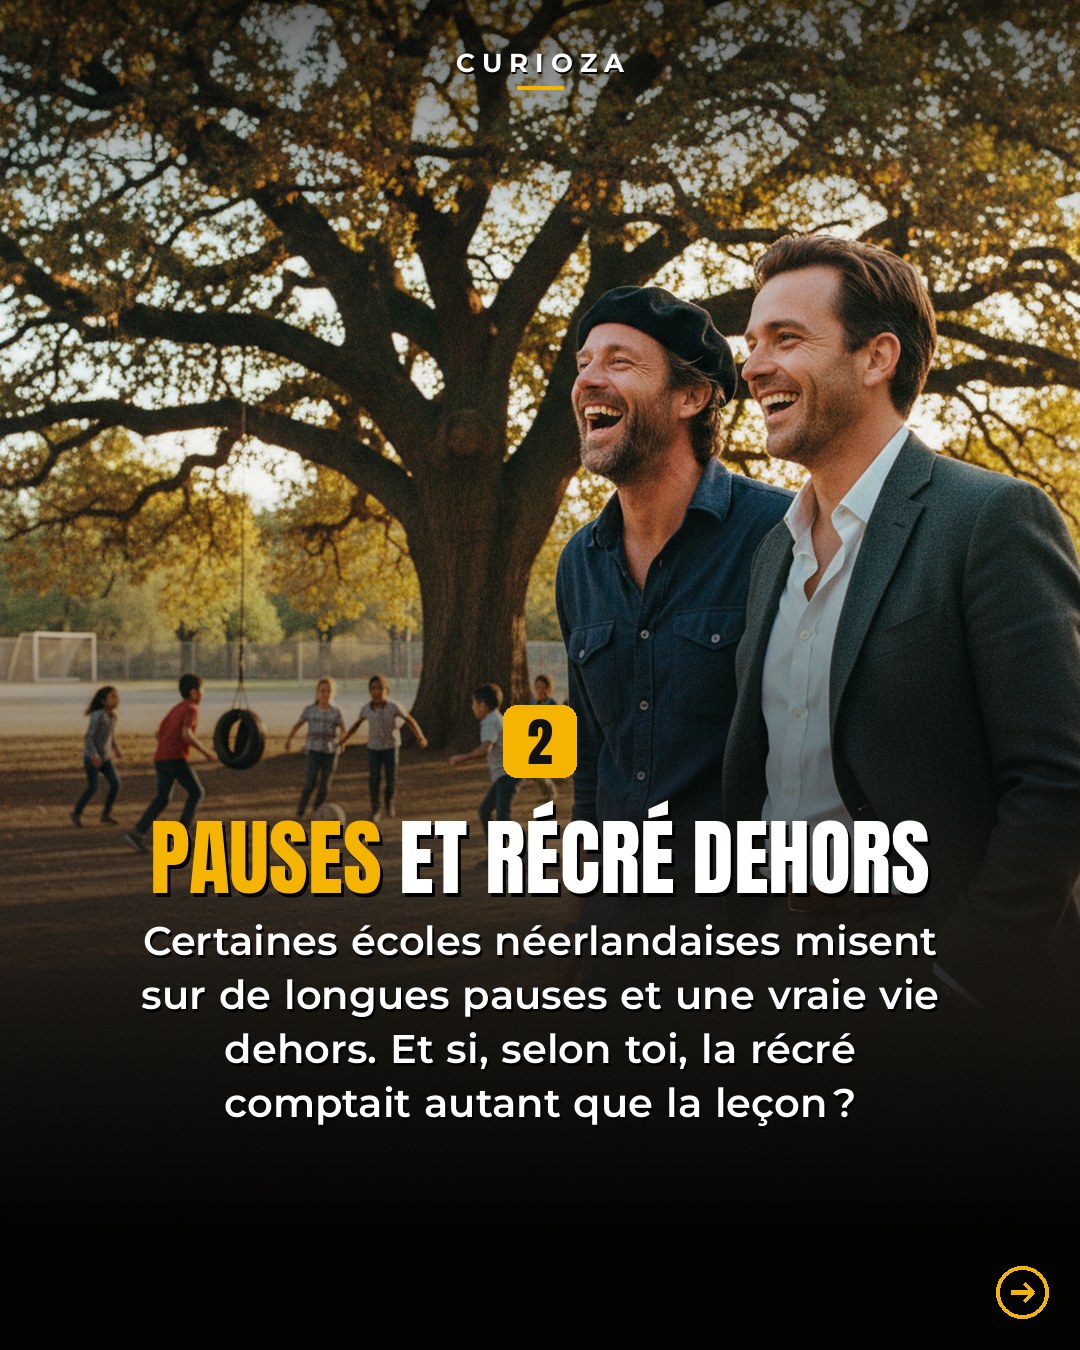 CURIOZA
2
PAUSES ET RÉCRÉ DEHORS
Certaines écoles néerlandaises misent
sur de longues pauses et une vraie vie
dehors. Et si, selon toi, la récré
comptait autant que la leçon ?